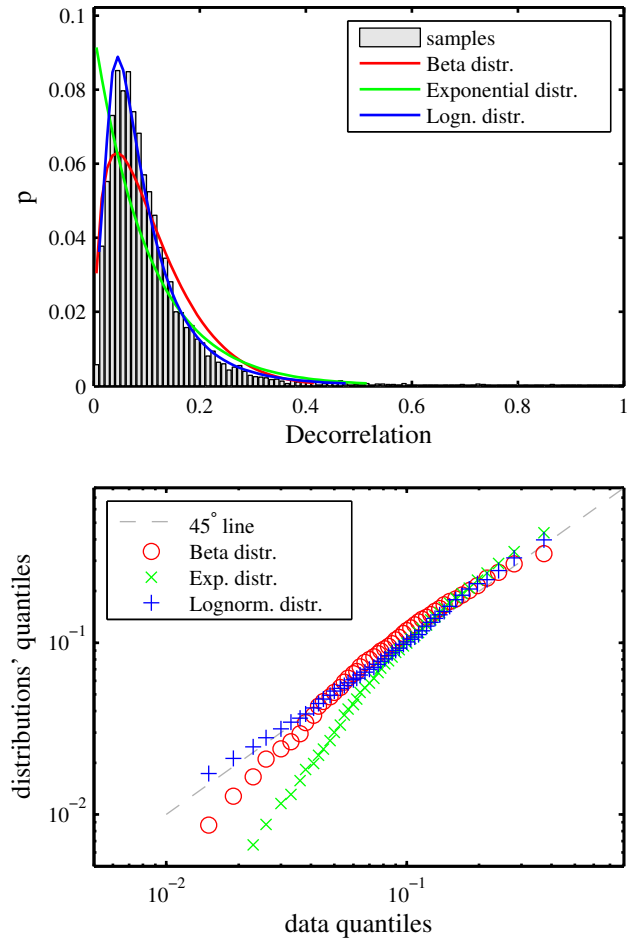 0.1
samples
Beta distr.
Exponential distr.
Logn. distr.
0.08
0.06
p
0.04
0.02
0
0 0.2 0.4 0.6 0.8 1
Decorrelation
45° line
Beta distr.
Exp. distr.
Lognorm. distr.
distributions' quantiles
10⁻¹
10⁻²
10⁻² 10⁻¹
data quantiles